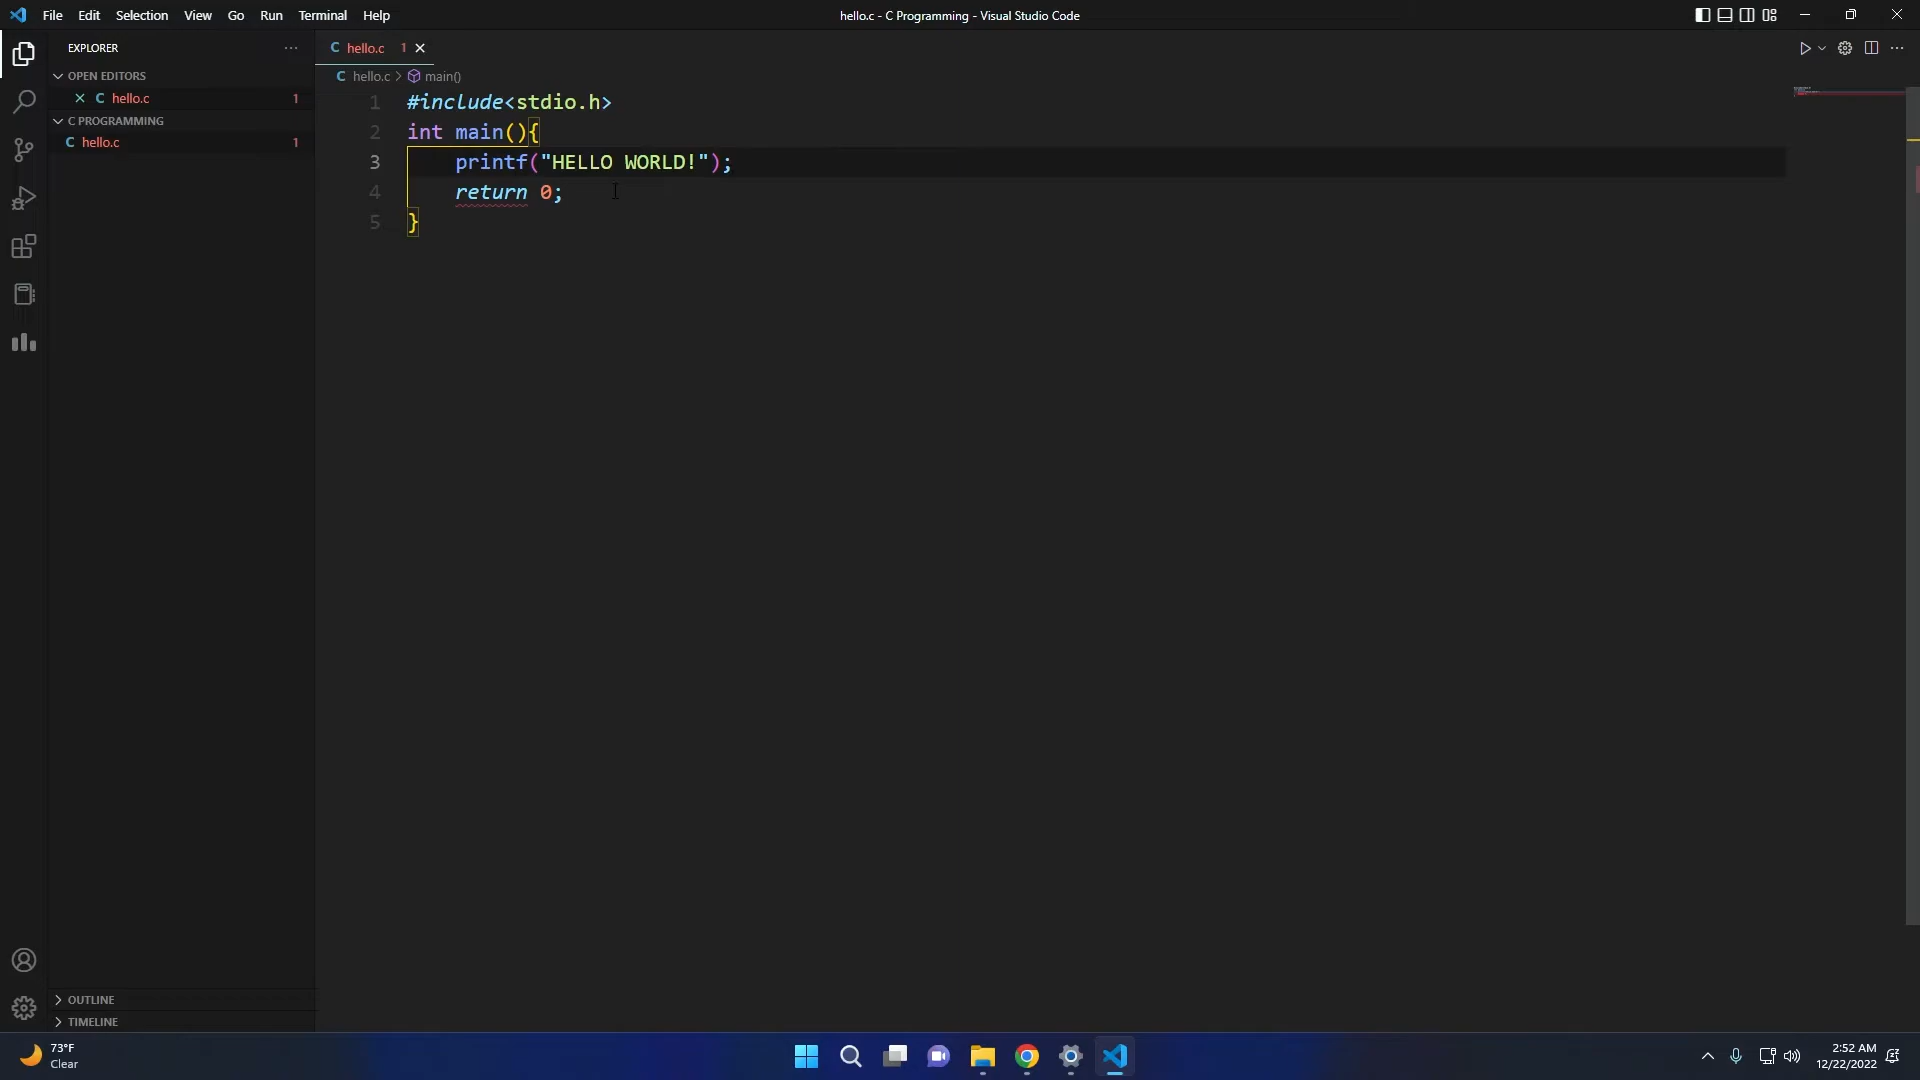 File Edit Selection View Go Run Terminal Help
hello.c - C Programming - Visual Studio Code
EXPLORER
OPEN EDITORS
C hello.c 1
C PROGRAMMING
C hello.c 1
OUTLINE
TIMELINE
C hello.c 1
C hello.c > main()
1 #include<stdio.h>
2 int main(){
3 printf("HELLO WORLD!");
4 return 0;
5 }
73°F
Clear
2:52 AM
12/22/2022